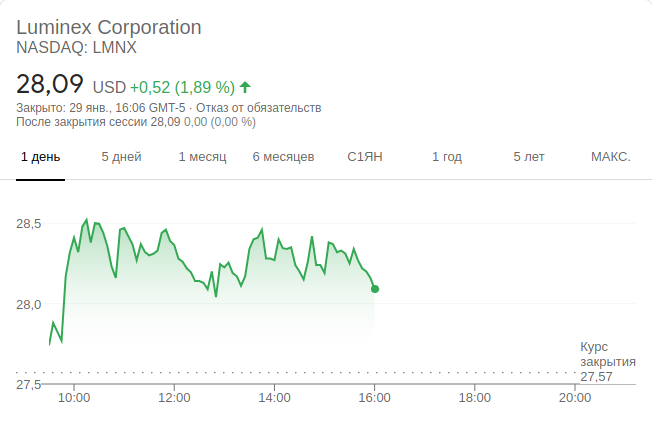 Luminex Corporation
NASDAQ: LMNX
28,09 USD +0,52 (1,89 %)
Закрыто: 29 янв., 16:06 GMT-5 · Отказ от обязательств
После закрытия сессии 28,09 0,00 (0,00 %)
1 день 5 дней 1 месяц 6 месяцев С1ЯН 1 год 5 лет МАКС.
28,5
28,0
Курс
закрытия
27,57
27,5
10:00 12:00 14:00 16:00 18:00 20:00